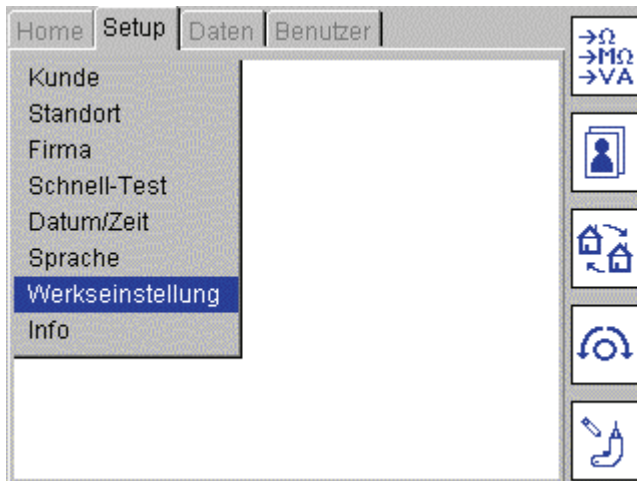 Home Setup Daten Benutzer
Kunde
Standort
Firma
Schnell-Test
Datum/Zeit
Sprache
Werkseinstellung
Info
→Ω
→MΩ
→VA